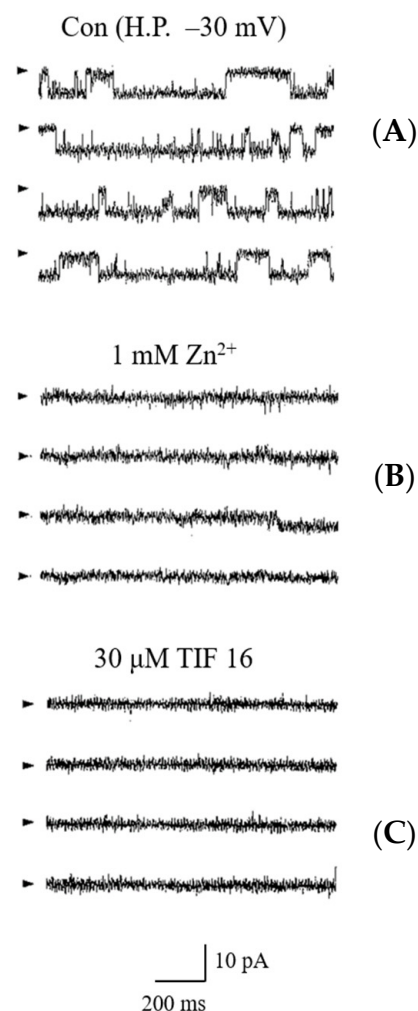 Con (H.P. –30 mV)
(A)
1 mM Zn²⁺
(B)
30 μM TIF 16
(C)
10 pA
200 ms